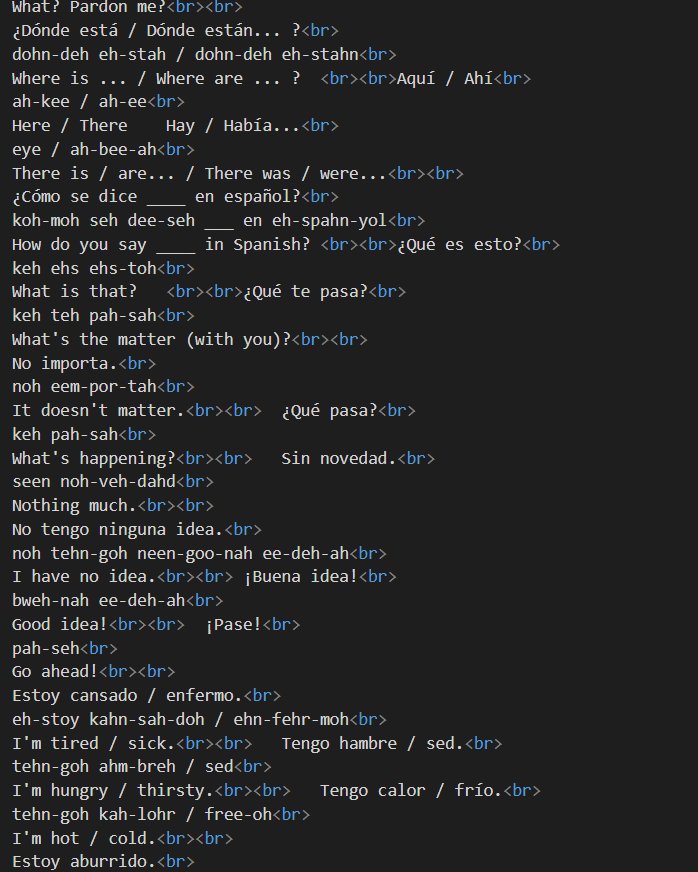 What? Pardon me?<br><br>
¿Dónde está / Dónde están... ?<br>
dohn-deh eh-stah / dohn-deh eh-stahn<br>
Where is ... / Where are ... ?  <br><br>Aquí / Ahí<br>
ah-kee / ah-ee<br>
Here / There    Hay / Había...<br>
eye / ah-bee-ah<br>
There is / are... / There was / were...<br><br>
¿Cómo se dice ____ en español?<br>
koh-moh seh dee-seh ___ en eh-spahn-yol<br>
How do you say ____ in Spanish? <br><br>¿Qué es esto?<br>
keh ehs ehs-toh<br>
What is that?   <br><br>¿Qué te pasa?<br>
keh teh pah-sah<br>
What's the matter (with you)?<br><br>
No importa.<br>
noh eem-por-tah<br>
It doesn't matter.<br><br>  ¿Qué pasa?<br>
keh pah-sah<br>
What's happening?<br><br>   Sin novedad.<br>
seen noh-veh-dahd<br>
Nothing much.<br><br>
No tengo ninguna idea.<br>
noh tehn-goh neen-goo-nah ee-deh-ah<br>
I have no idea.<br><br> ¡Buena idea!<br>
bweh-nah ee-deh-ah<br>
Good idea!<br><br>  ¡Pase!<br>
pah-seh<br>
Go ahead!<br><br>
Estoy cansado / enfermo.<br>
eh-stoy kahn-sah-doh / ehn-fehr-moh<br>
I'm tired / sick.<br><br>   Tengo hambre / sed.<br>
tehn-goh ahm-breh / sed<br>
I'm hungry / thirsty.<br><br>   Tengo calor / frío.<br>
tehn-goh kah-lohr / free-oh<br>
I'm hot / cold.<br><br>
Estoy aburrido.<br>